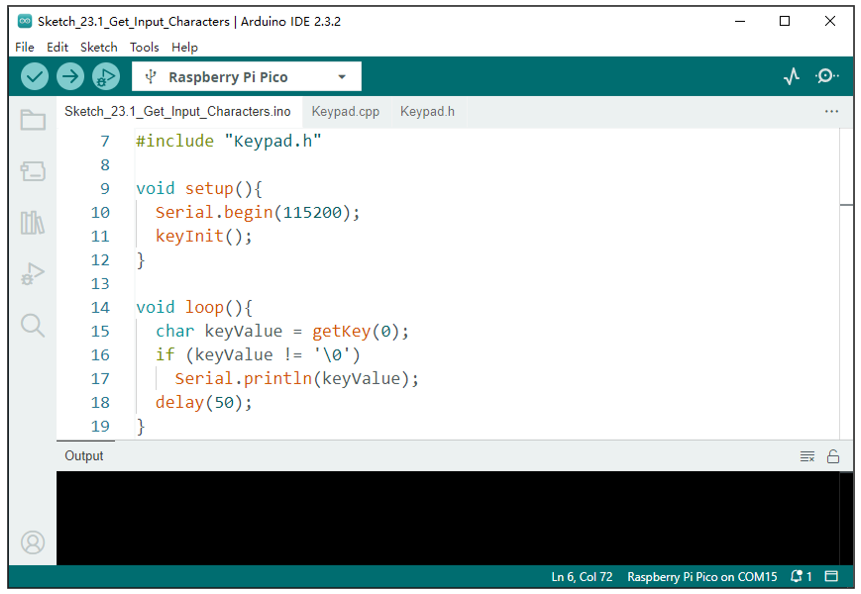 Sketch_23.1_Get_Input_Characters | Arduino IDE 2.3.2
File Edit Sketch Tools Help
Raspberry Pi Pico
Sketch_23.1_Get_Input_Characters.ino Keypad.cpp Keypad.h
7 #include "Keypad.h"
8
9 void setup(){
10 Serial.begin(115200);
11 keyInit();
12 }
13
14 void loop(){
15 char keyValue = getKey(0);
16 if (keyValue != '\0')
17 Serial.println(keyValue);
18 delay(50);
19 }
Output
Ln 6, Col 72 Raspberry Pi Pico on COM15 1